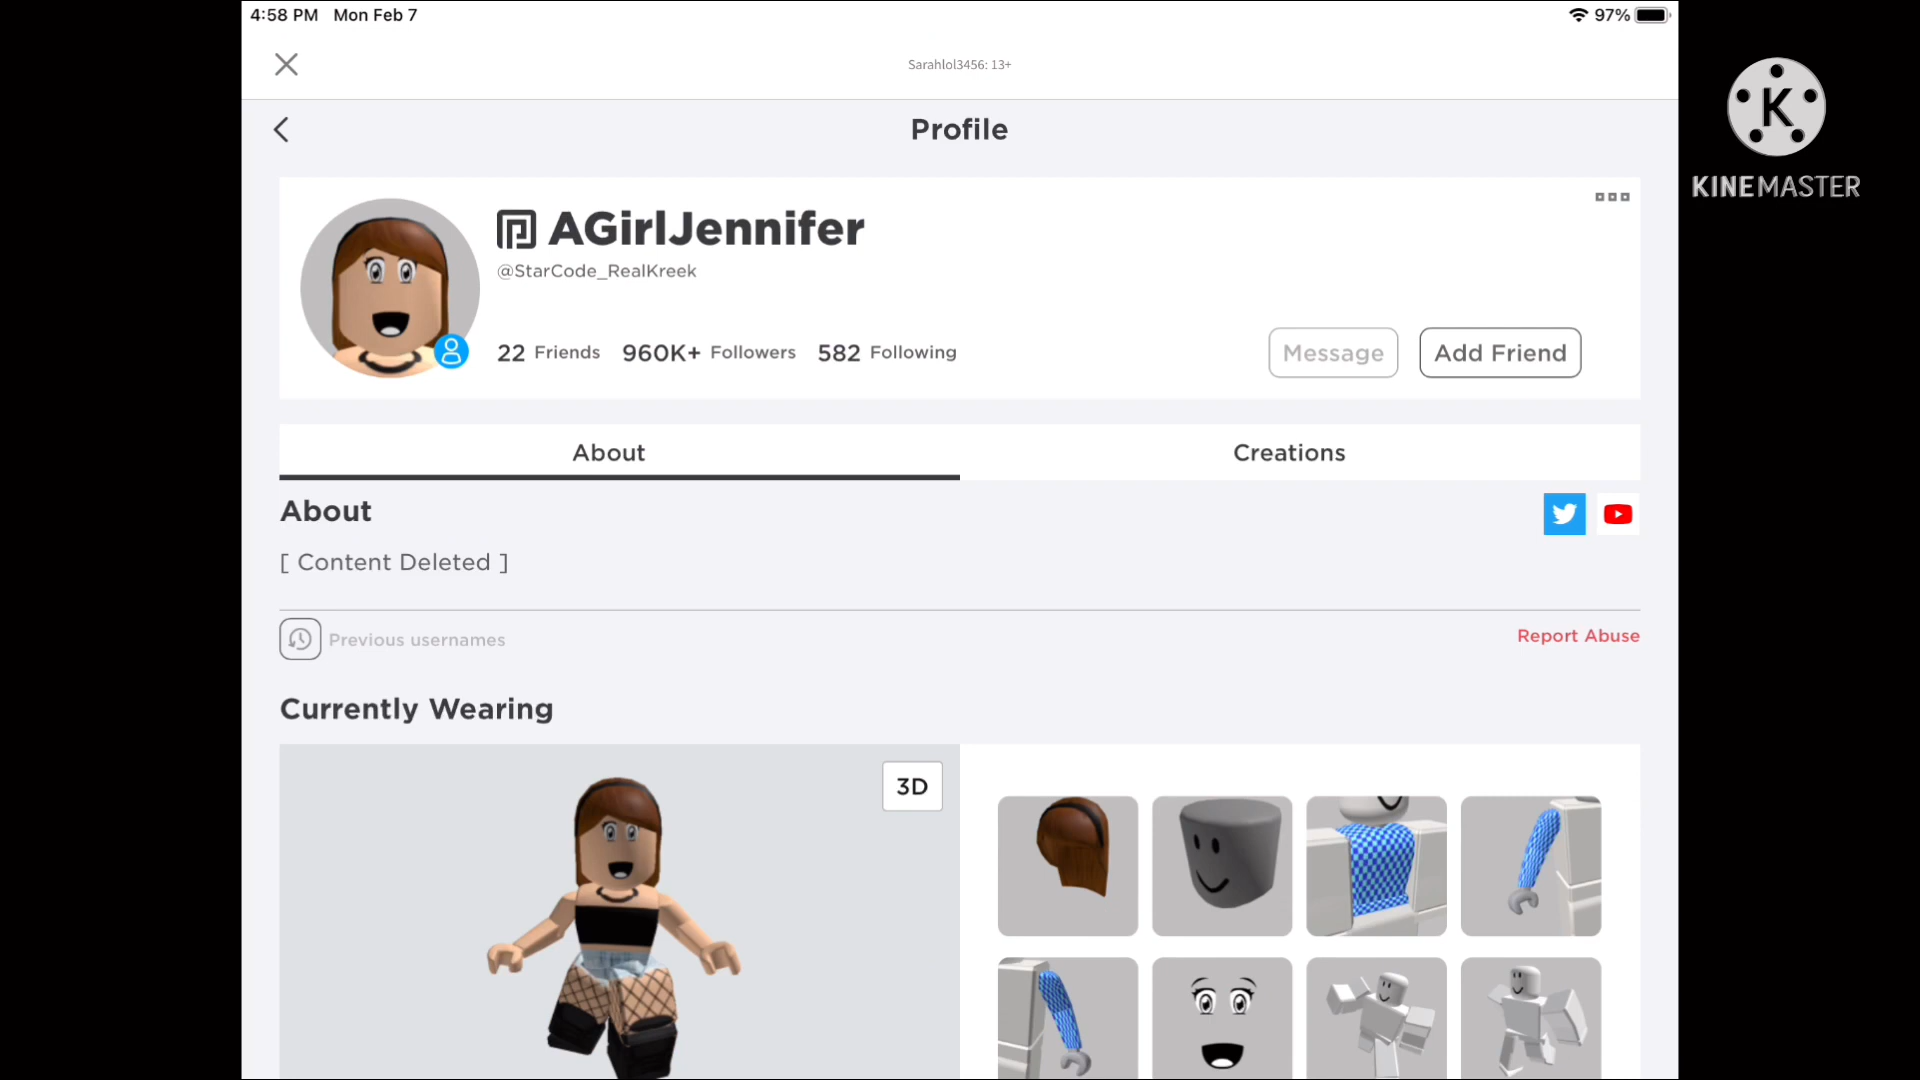 4:58 PM Mon Feb 7
97%
Sarahlol3456: 13+
Profile
K
KINEMASTER
AGirlJennifer
@StarCode_RealKreek
22 Friends 960K+ Followers 582 Following
Message
Add Friend
About
Creations
About
[ Content Deleted ]
Previous usernames
Report Abuse
Currently Wearing
3D